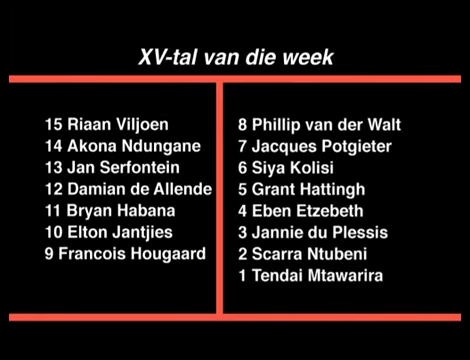 XV-tal van die week
15 Riaan Viljoen
14 Akona Ndungane
13 Jan Serfontein
12 Damian de Allende
11 Bryan Habana
10 Elton Jantjies
9 Francois Hougaard
8 Phillip van der Walt
7 Jacques Potgieter
6 Siya Kolisi
5 Grant Hattingh
4 Eben Etzebeth
3 Jannie du Plessis
2 Scarra Ntubeni
1 Tendai Mtawarira